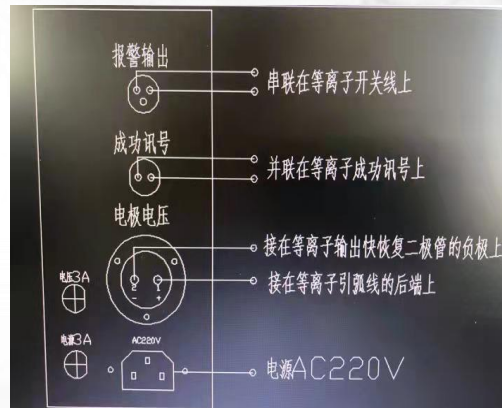 报警输出
串联在等离子开关线上
成功讯号
并联在等离子成功讯号上
电极电压
接在等离子输出快恢复二极管的负极上
接在等离子引弧线的后端上
电压3A
- +
电源3A
AC220V
电源AC220V